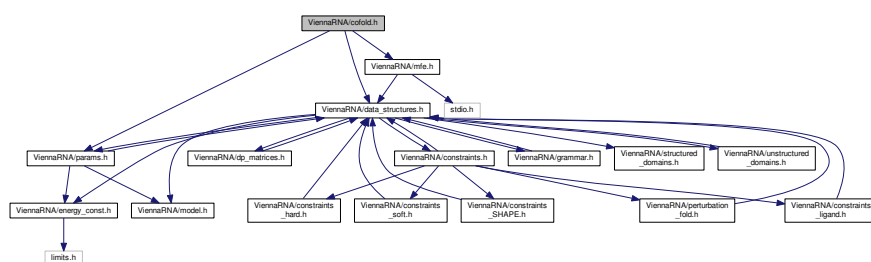 ViennaRNA/cofold.h
ViennaRNA/mfe.h
ViennaRNA/data_structures.h
stdio.h
ViennaRNA/params.h
ViennaRNA/dp_matrices.h
ViennaRNA/constraints.h
ViennaRNA/grammar.h
ViennaRNA/structured
_domains.h
ViennaRNA/unstructured
_domains.h
ViennaRNA/energy_const.h
ViennaRNA/model.h
ViennaRNA/constraints
_hard.h
ViennaRNA/constraints
_soft.h
ViennaRNA/constraints
_SHAPE.h
ViennaRNA/perturbation
_fold.h
ViennaRNA/constraints
_ligand.h
limits.h